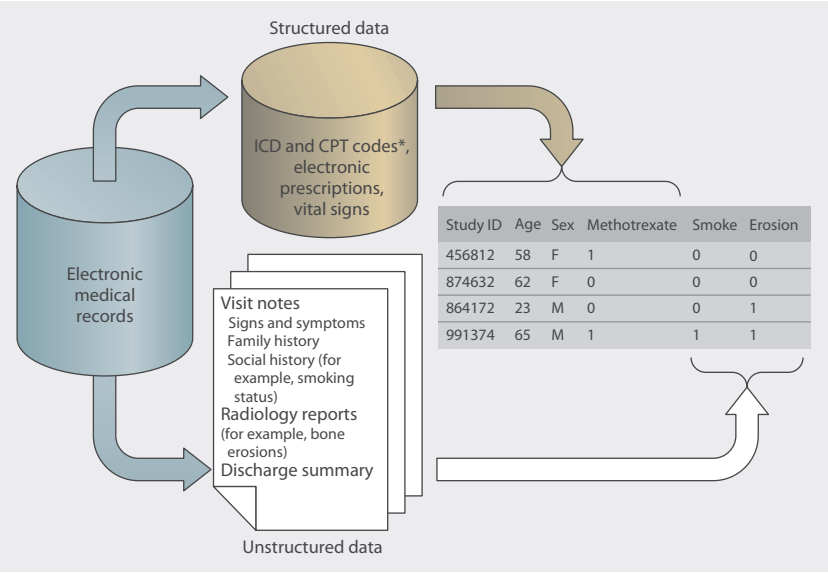 Structured data
ICD and CPT codes*,
electronic
prescriptions,
vital signs
Electronic
medical
records
Visit notes
Signs and symptoms
Family history
Social history (for
example, smoking
status)
Radiology reports
(for example, bone
erosions)
Discharge summary
Unstructured data
Study ID Age Sex Methotrexate Smoke Erosion
456812 58 F 1 0 0
874632 62 F 0 0 0
864172 23 M 0 0 1
991374 65 M 1 1 1